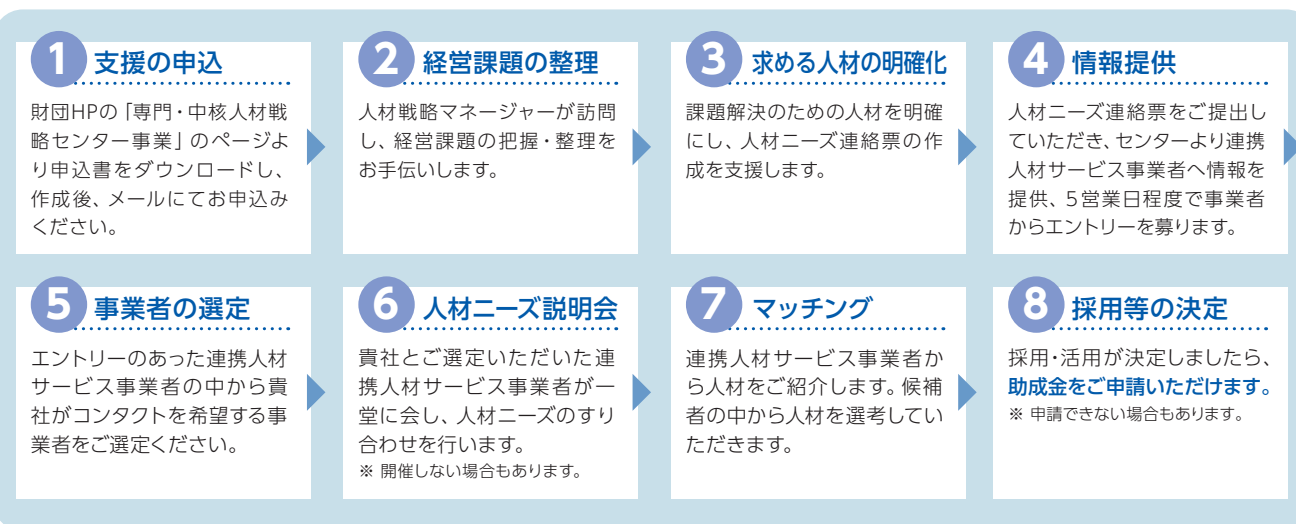 1 支援の申込
財団HPの「専門・中核人材戦
略センター事業」のページよ
り申込書をダウンロードし、
作成後、メールにてお申込み
ください。
2 経営課題の整理
人材戦略マネージャーが訪問
し、経営課題の把握・整理を
お手伝いします。
3 求める人材の明確化
課題解決のための人材を明確
にし、人材ニーズ連絡票の作
成を支援します。
4 情報提供
人材ニーズ連絡票をご提出し
ていただき、センターより連携
人材サービス事業者へ情報を
提供、5営業日程度で事業者
からエントリーを募ります。
5 事業者の選定
エントリーのあった連携人材
サービス事業者の中から貴
社がコンタクトを希望する事
業者をご選定ください。
6 人材ニーズ説明会
貴社とご選定いただいた連
携人材サービス事業者が一
堂に会し、人材ニーズのすり
合わせを行います。
※ 開催しない場合もあります。
7 マッチング
連携人材サービス事業者か
ら人材をご紹介します。候補
者の中から人材を選考してい
ただきます。
8 採用等の決定
採用・活用が決定しましたら、
助成金をご申請いただけます。
※ 申請できない場合もあります。